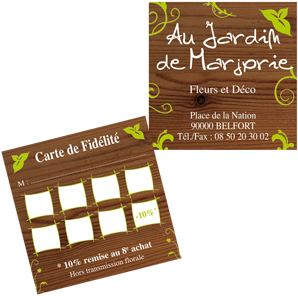 Au Jardin
de Marjorie
Fleurs et Déco
Place de la Nation
90000 BELFORT
Tél./Fax : 08 50 20 30 02
Carte de Fidélité
M :
-10%*
* 10% remise au 8e achat
Hors transmission florale